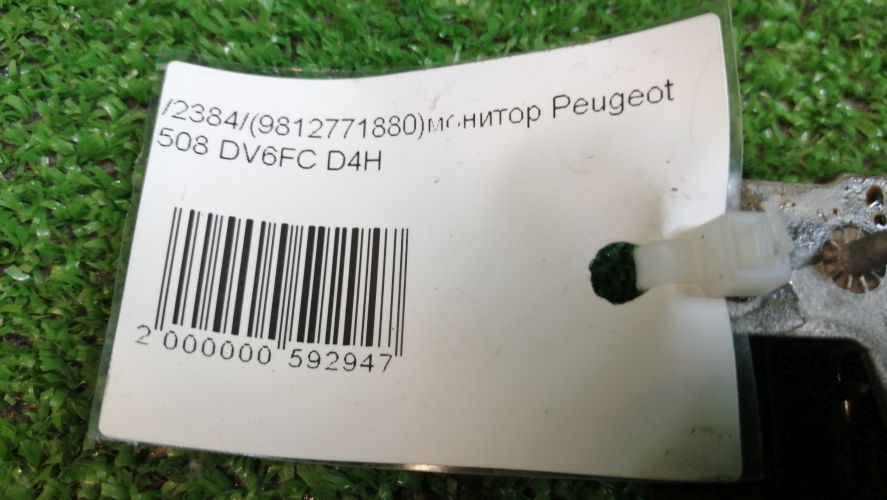 /2384/(9812771880)монитор Peugeot
508 DV6FC D4H
2 000000 592947